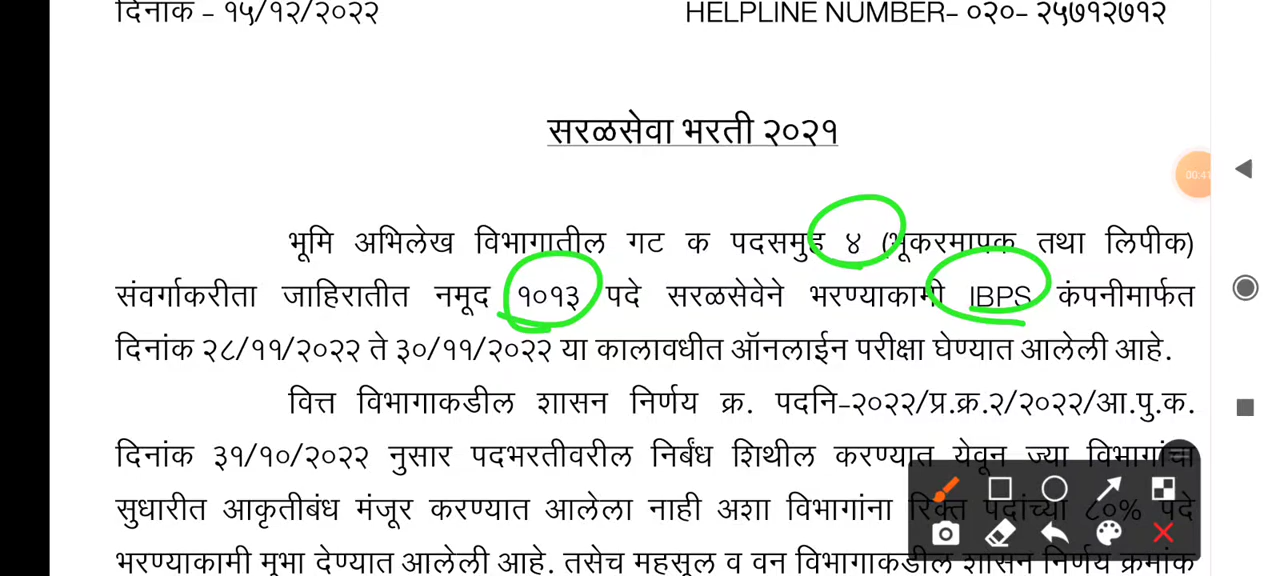 दिनांक – १५/१२/२०२२ HELPLINE NUMBER– ०२०– २५७१२७१२
सरळसेवा भरती २०२१
भूमि अभिलेख विभागातील गट क पदसमुह ४ (भूकरमापक तथा लिपीक)
संवर्गाकरीता जाहिरातीत नमूद १०१३ पदे सरळसेवेने भरण्याकामी IBPS कंपनीमार्फत
दिनांक २८/११/२०२२ ते ३०/११/२०२२ या कालावधीत ऑनलाईन परीक्षा घेण्यात आलेली आहे.
वित्त विभागाकडील शासन निर्णय क्र. पदनि–२०२२/प्र.क्र.२/२०२२/आ.पु.क.
दिनांक ३१/१०/२०२२ नुसार पदभरतीवरील निर्बंध शिथील करण्यात येवून ज्या विभागांचा
सुधारीत आकृतीबंध मंजूर करण्यात आलेला नाही अशा विभागांना रिक्त पदांच्या ८०% पदे
भरण्याकामी मुभा देण्यात आलेली आहे. तसेच महसूल व वन विभागाकडील शासन निर्णय क्रमांक